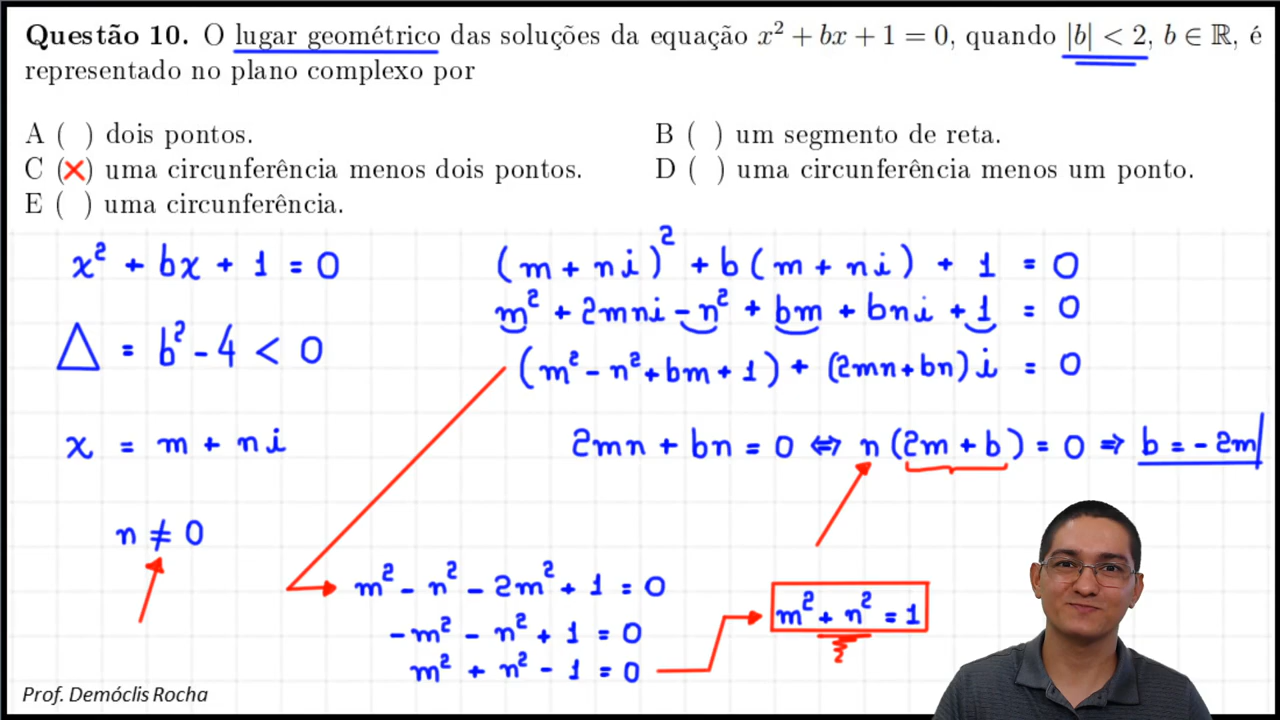 Questão 10. O lugar geométrico das soluções da equação x² + bx + 1 = 0, quando |b| < 2, b ∈ ℝ, é
representado no plano complexo por
A ( ) dois pontos.
B ( ) um segmento de reta.
C (×) uma circunferência menos dois pontos.
D ( ) uma circunferência menos um ponto.
E ( ) uma circunferência.
x² + bx + 1 = 0
Δ = b² - 4 < 0
x = m + ni
n ≠ 0
(m + ni)² + b(m + ni) + 1 = 0
m² + 2mni - n² + bm + bni + 1 = 0
(m² - n² + bm + 1) + (2mn + bn)i = 0
2mn + bn = 0 ⇔ n(2m + b) = 0 ⇒ b = -2m
m² - n² - 2m² + 1 = 0
-m² - n² + 1 = 0
m² + n² - 1 = 0
m² + n² = 1
Prof. Demóclis Rocha